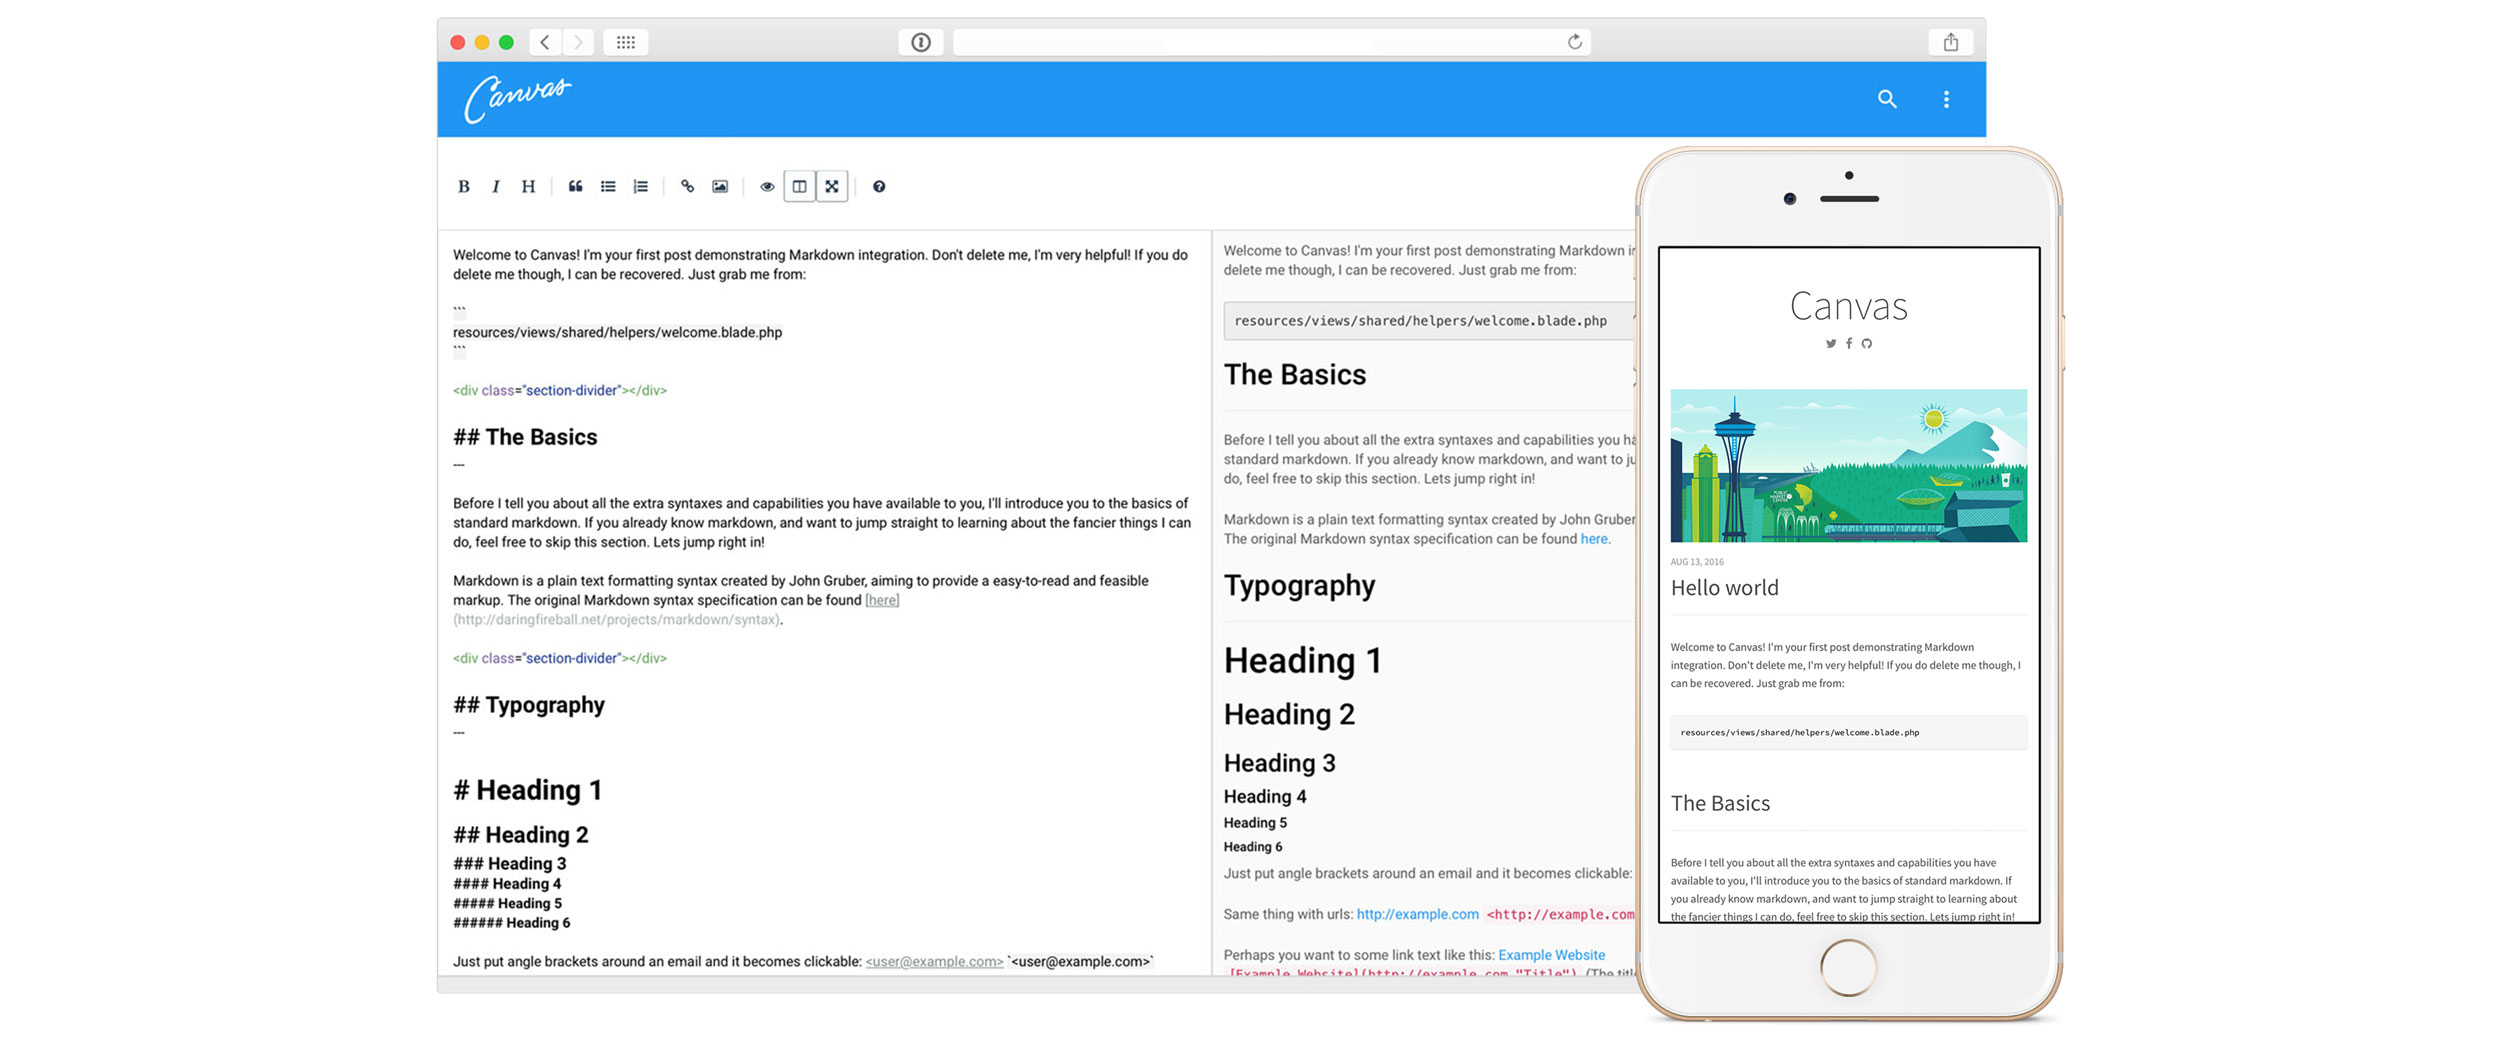 Canvas
B I H
Welcome to Canvas! I'm your first post demonstrating Markdown integration. Don't delete me, I'm very helpful! If you do
delete me though, I can be recovered. Just grab me from:
```
resources/views/shared/helpers/welcome.blade.php
```
<div class="section-divider"></div>
## The Basics
---
Before I tell you about all the extra syntaxes and capabilities you have available to you, I'll introduce you to the basics of
standard markdown. If you already know markdown, and want to jump straight to learning about the fancier things I can
do, feel free to skip this section. Lets jump right in!
Markdown is a plain text formatting syntax created by John Gruber, aiming to provide a easy-to-read and feasible
markup. The original Markdown syntax specification can be found [here]
(http://daringfireball.net/projects/markdown/syntax).
<div class="section-divider"></div>
## Typography
---
# Heading 1
## Heading 2
### Heading 3
#### Heading 4
##### Heading 5
###### Heading 6
Just put angle brackets around an email and it becomes clickable: <user@example.com> `<user@example.com>`
Welcome to Canvas! I'm your first post demonstrating Markdown
delete me though, I can be recovered. Just grab me from:
resources/views/shared/helpers/welcome.blade.php
The Basics
Before I tell you about all the extra syntaxes and capabilities you
standard markdown. If you already know markdown, and want to
do, feel free to skip this section. Lets jump right in!
Markdown is a plain text formatting syntax created by John Gruber
The original Markdown syntax specification can be found here.
Typography
Heading 1
Heading 2
Heading 3
Heading 4
Heading 5
Heading 6
Just put angle brackets around an email and it becomes clickable:
Same thing with urls: http://example.com <http://example.com
Perhaps you want to some link text like this: Example Website
[Example Website](http://example.com "Title") (The title
Canvas
PUBLIC
MARKET
CENTER
AUG 13, 2016
Hello world
Welcome to Canvas! I'm your first post demonstrating Markdown
integration. Don't delete me, I'm very helpful! If you do delete me though, I
can be recovered. Just grab me from:
resources/views/shared/helpers/welcome.blade.php
The Basics
Before I tell you about all the extra syntaxes and capabilities you have
available to you, I'll introduce you to the basics of standard markdown. If
you already know markdown, and want to jump straight to learning about
the fancier things I can do, feel free to skip this section. Lets jump right in!